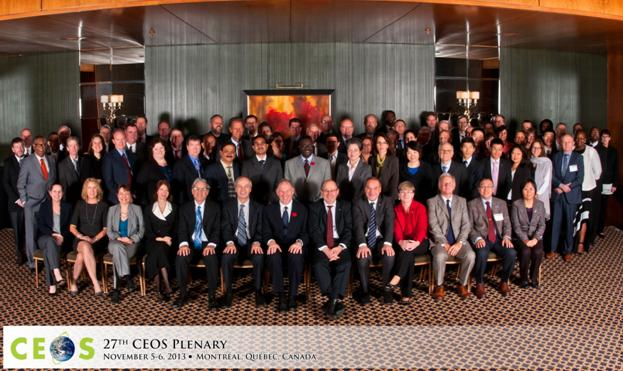 CEOS
27th CEOS Plenary
November 5-6, 2013 • Montréal, Québec, Canada